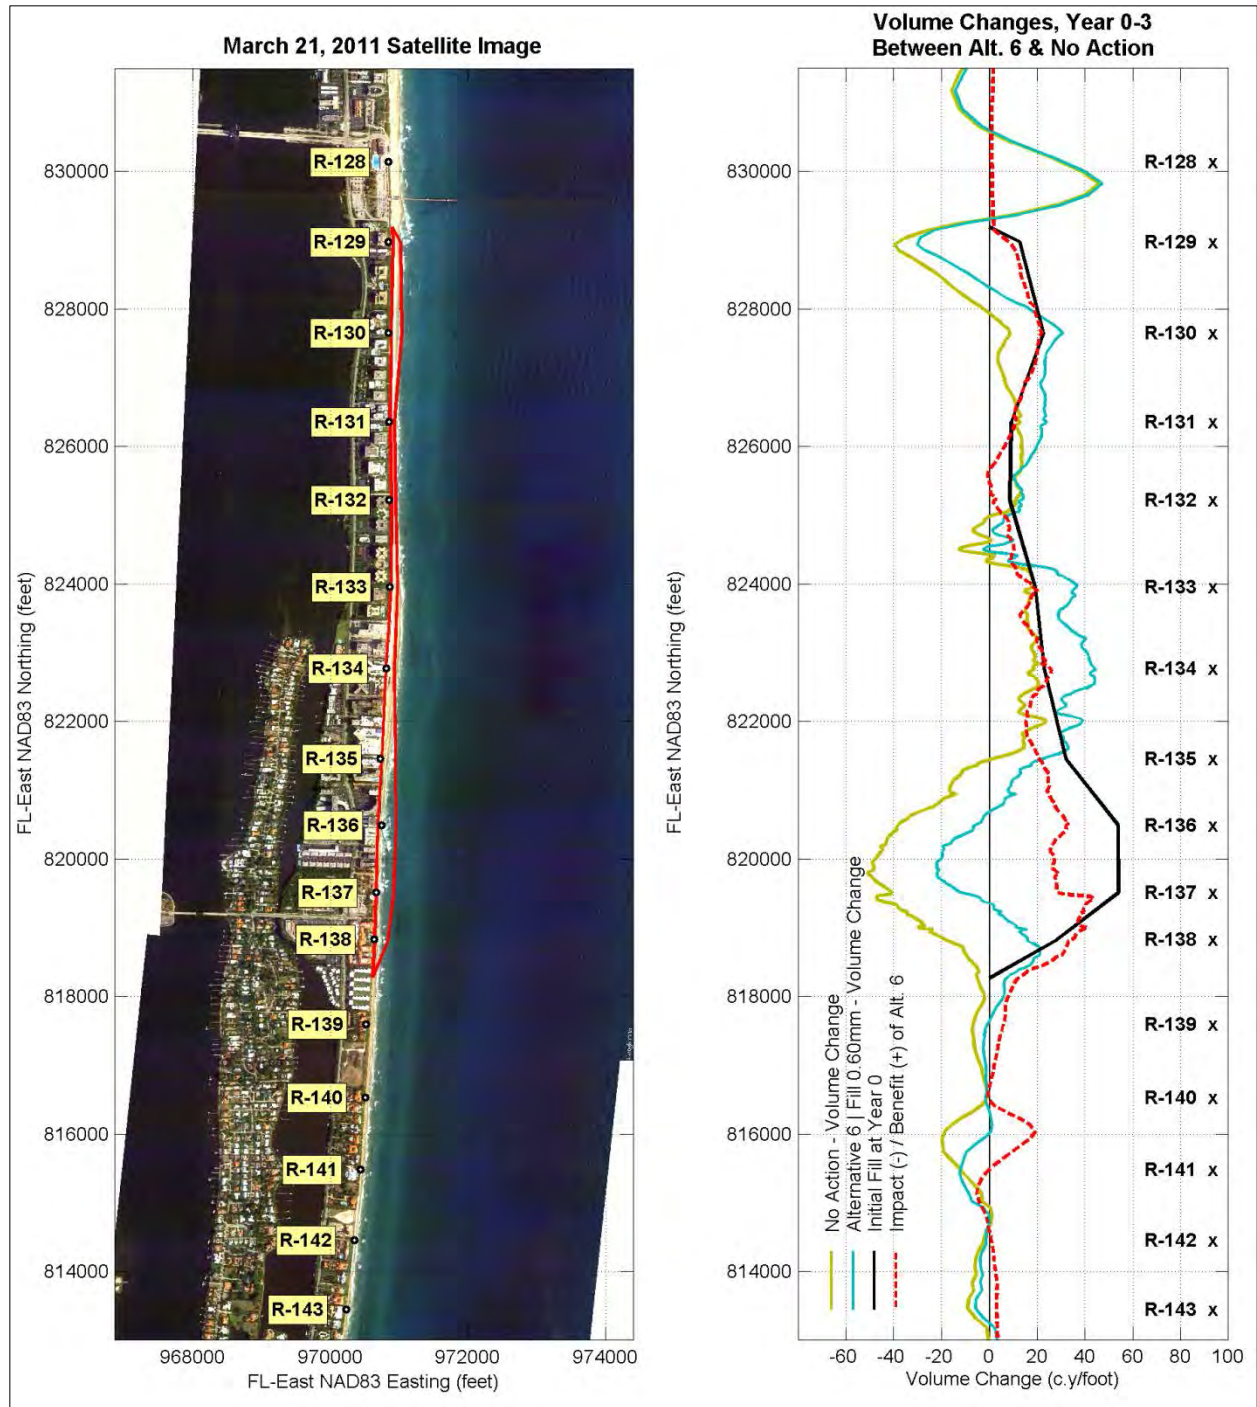 March 21, 2011 Satellite Image
830000
828000
826000
824000
822000
820000
818000
816000
814000
FL-East NAD83 Northing (feet)
R-128
R-129
R-130
R-131
R-132
R-133
R-134
R-135
R-136
R-137
R-138
R-139
R-140
R-141
R-142
R-143
968000 970000 972000 974000
FL-East NAD83 Easting (feet)
Volume Changes, Year 0-3
Between Alt. 6 & No Action
830000
828000
826000
824000
822000
820000
818000
816000
814000
FL-East NAD83 Northing (feet)
R-128 x
R-129 x
R-130 x
R-131 x
R-132 x
R-133 x
R-134 x
R-135 x
R-136 x
R-137 x
R-138 x
R-139 x
R-140 x
R-141 x
R-142 x
R-143 x
No Action - Volume Change
Alternative 6 | Fill 0.60mm - Volume Change
Initial Fill at Year 0
Impact (-) / Benefit (+) of Alt. 6
-60 -40 -20 0 20 40 60 80 100
Volume Change (c.y/foot)